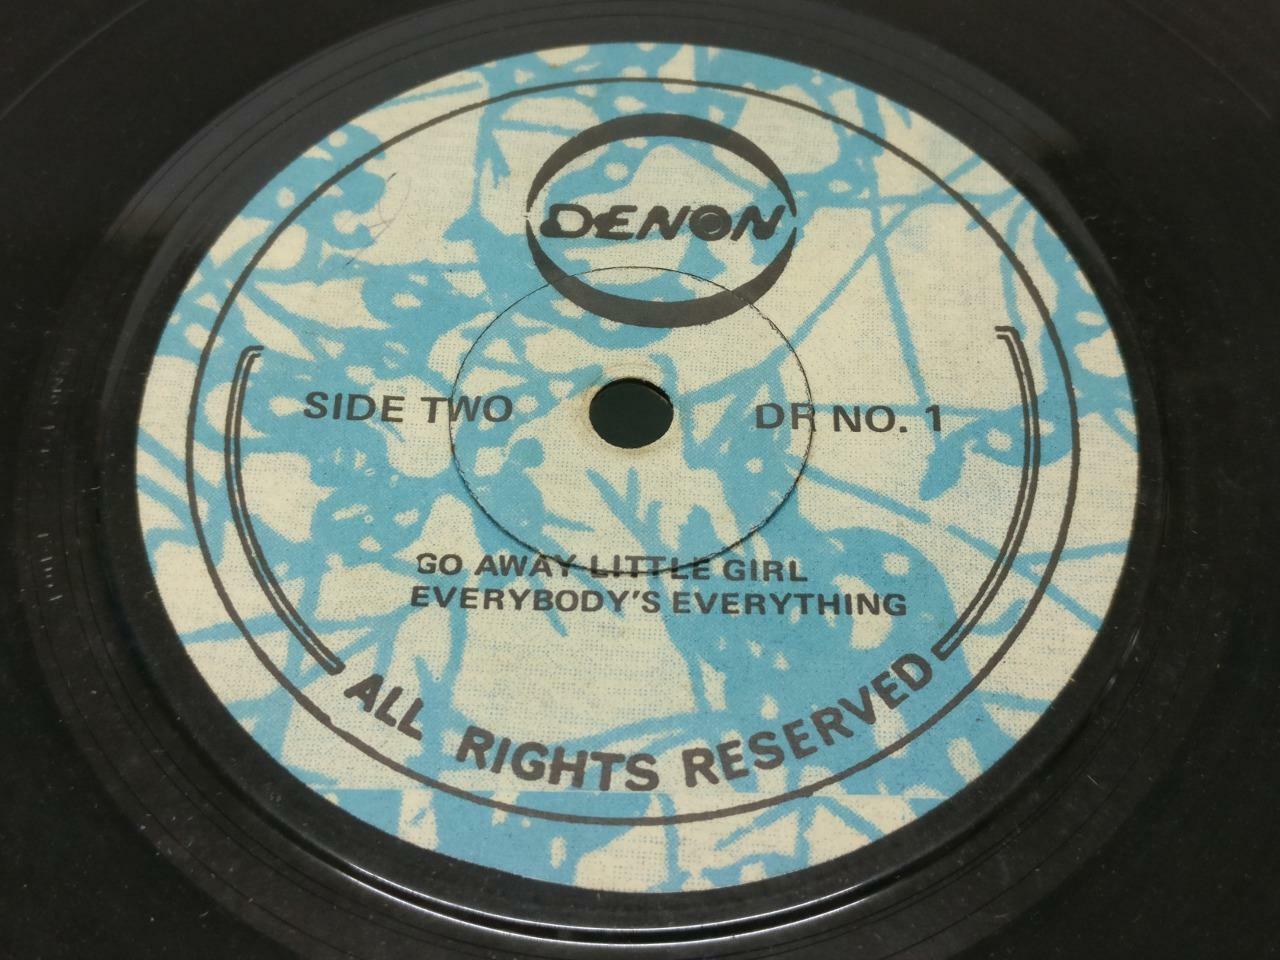 DENON
SIDE TWO
DR NO. 1
GO AWAY LITTLE GIRL
EVERYBODY'S EVERYTHING
ALL RIGHTS RESERVED